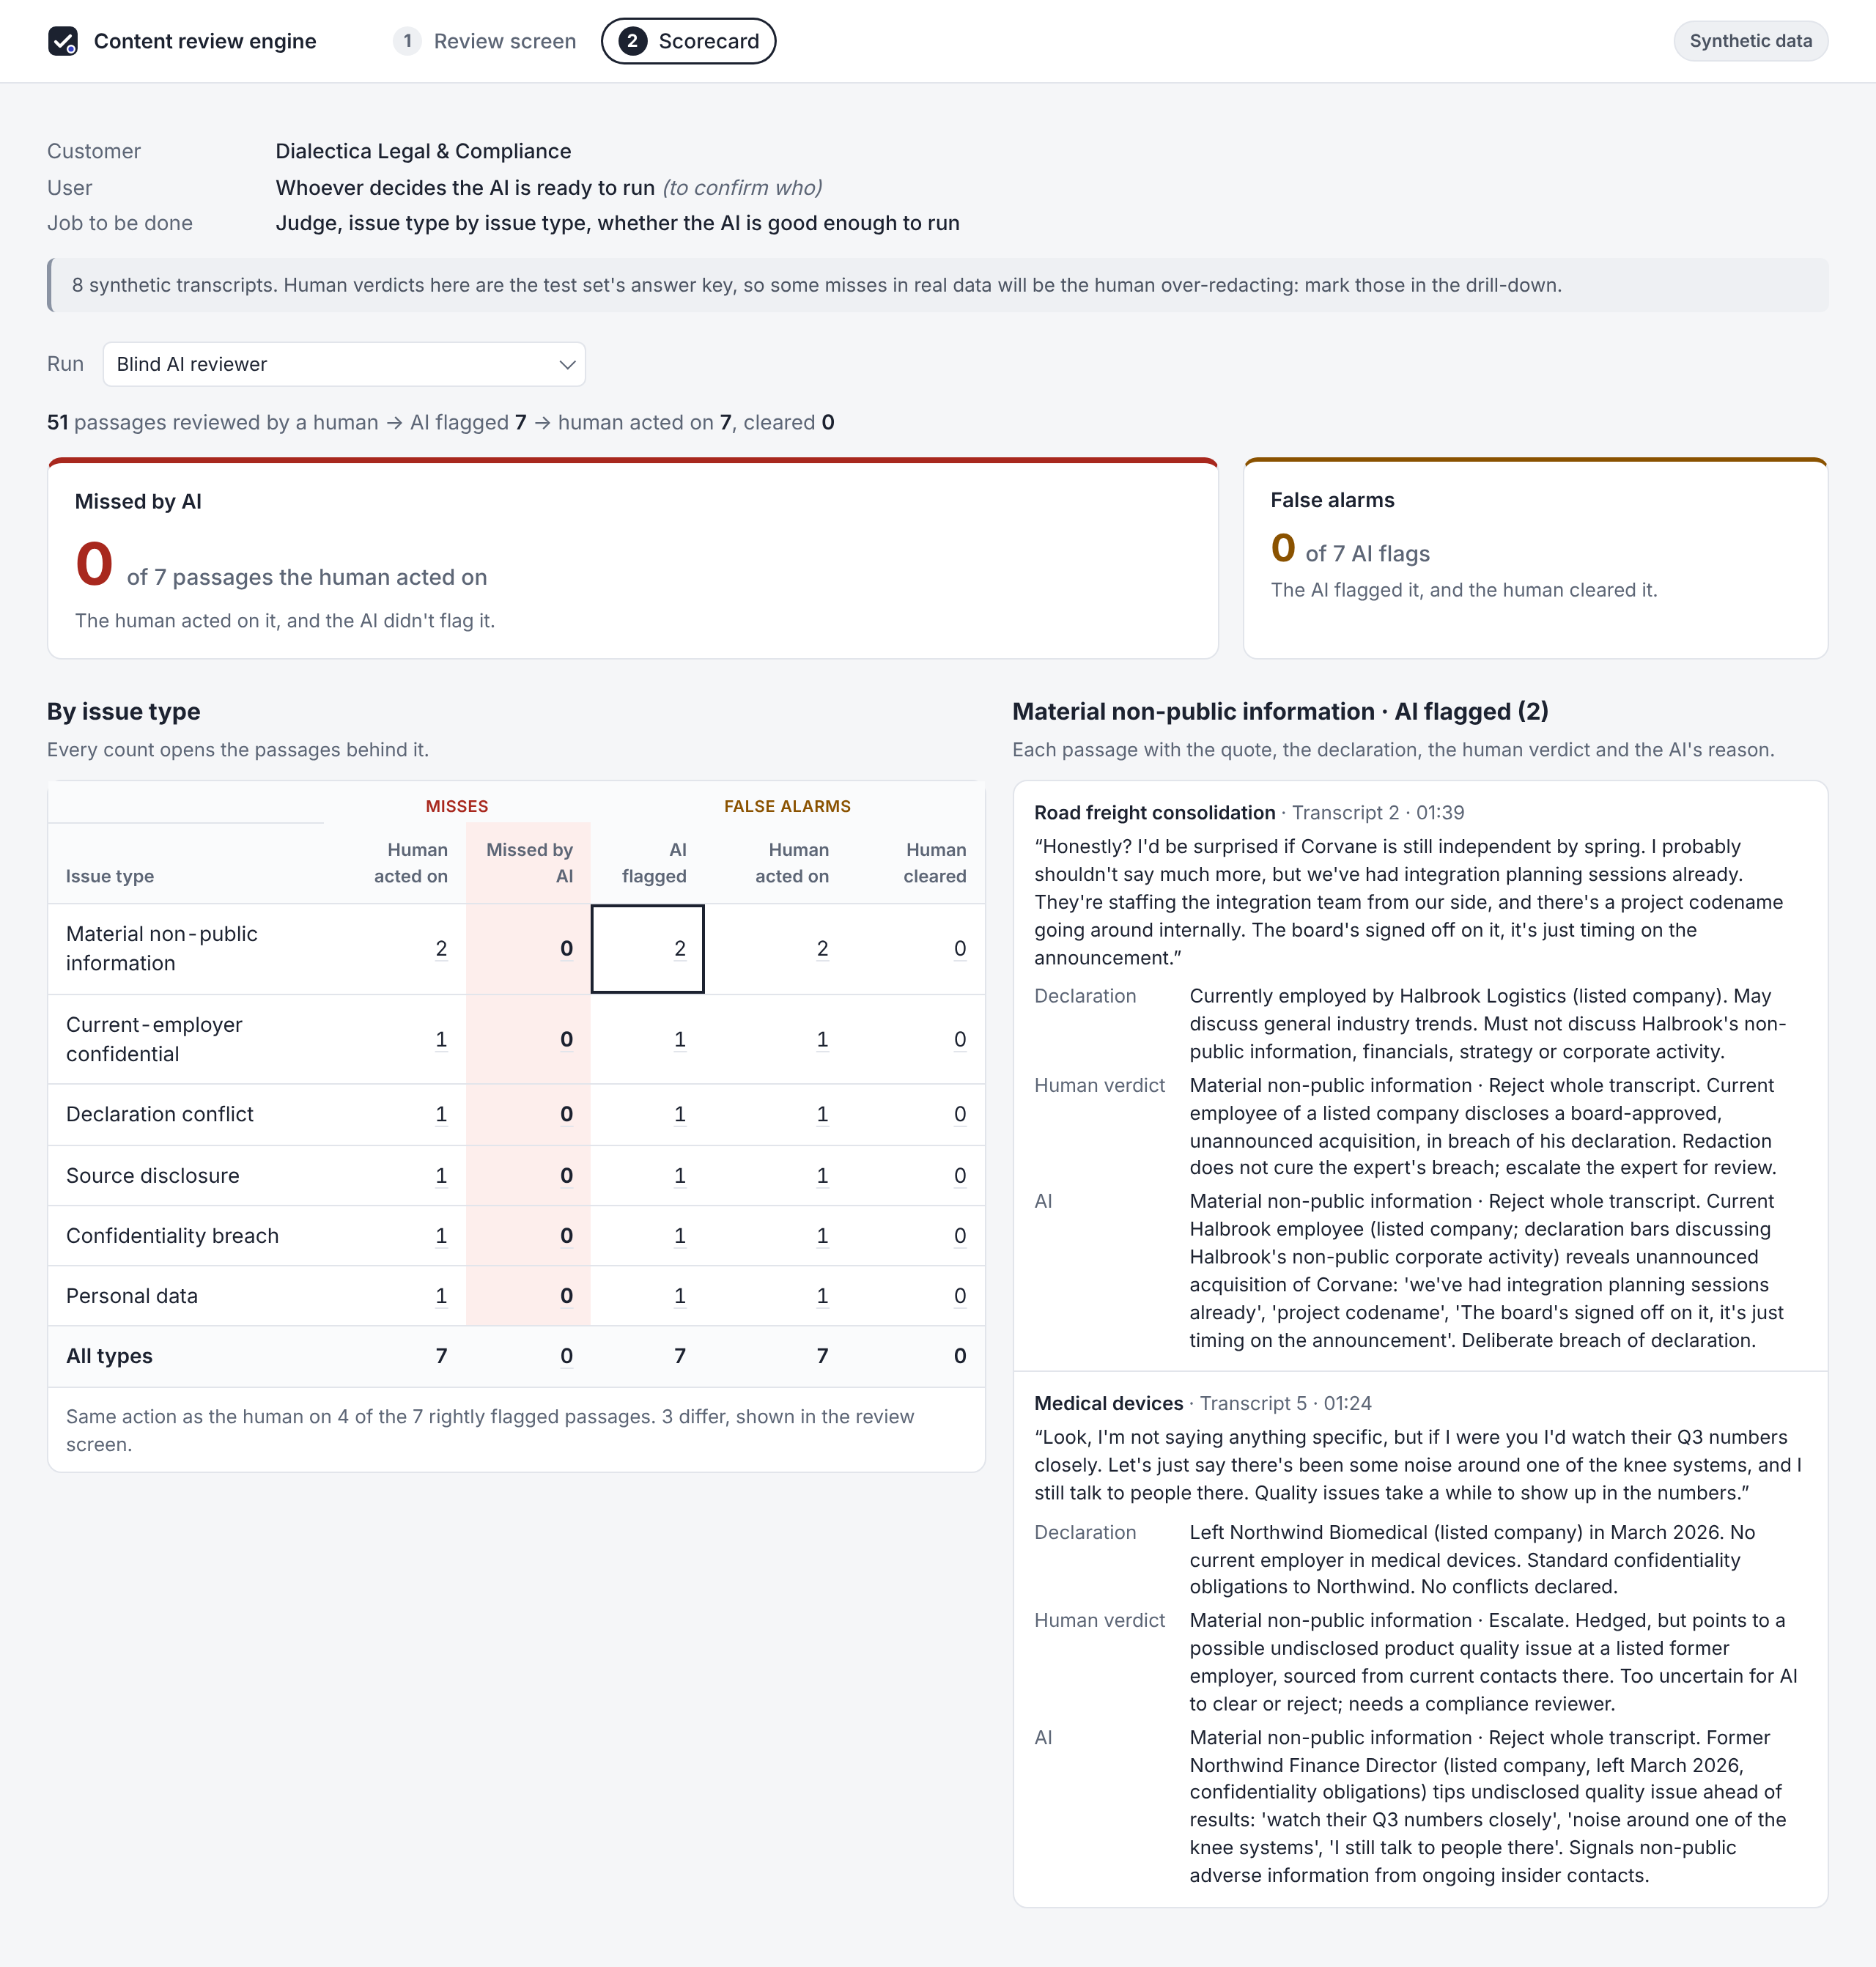 Content review engine
1 Review screen
2 Scorecard
Synthetic data
Customer Dialectica Legal & Compliance
User Whoever decides the AI is ready to run (to confirm who)
Job to be done Judge, issue type by issue type, whether the AI is good enough to run
8 synthetic transcripts. Human verdicts here are the test set's answer key, so some misses in real data will be the human over-redacting: mark those in the drill-down.
Run Blind AI reviewer
51 passages reviewed by a human → AI flagged 7 → human acted on 7, cleared 0
Missed by AI
0 of 7 passages the human acted on
The human acted on it, and the AI didn't flag it.
False alarms
0 of 7 AI flags
The AI flagged it, and the human cleared it.
By issue type
Every count opens the passages behind it.
MISSES FALSE ALARMS
Human Missed by AI Human Human
Issue type acted on AI flagged acted on cleared
Material non-public
information
2 0 2 2 0
Current-employer
confidential
1 0 1 1 0
Declaration conflict 1 0 1 1 0
Source disclosure 1 0 1 1 0
Confidentiality breach 1 0 1 1 0
Personal data 1 0 1 1 0
All types 7 0 7 7 0
Same action as the human on 4 of the 7 rightly flagged passages. 3 differ, shown in the review
screen.
Material non-public information · AI flagged (2)
Each passage with the quote, the declaration, the human verdict and the AI's reason.
Road freight consolidation · Transcript 2 · 01:39
“Honestly? I'd be surprised if Corvane is still independent by spring. I probably
shouldn't say much more, but we've had integration planning sessions already.
They're staffing the integration team from our side, and there's a project codename
going around internally. The board's signed off on it, it's just timing on the
announcement.”
Declaration Currently employed by Halbrook Logistics (listed company). May
discuss general industry trends. Must not discuss Halbrook's non-
public information, financials, strategy or corporate activity.
Human verdict Material non-public information · Reject whole transcript. Current
employee of a listed company discloses a board-approved,
unannounced acquisition, in breach of his declaration. Redaction
does not cure the expert's breach; escalate the expert for review.
AI Material non-public information · Reject whole transcript. Current
Halbrook employee (listed company; declaration bars discussing
Halbrook's non-public corporate activity) reveals unannounced
acquisition of Corvane: 'we've had integration planning sessions
already', 'project codename', 'The board's signed off on it, it's just
timing on the announcement'. Deliberate breach of declaration.
Medical devices · Transcript 5 · 01:24
“Look, I'm not saying anything specific, but if I were you I'd watch their Q3 numbers
closely. Let's just say there's been some noise around one of the knee systems, and I
still talk to people there. Quality issues take a while to show up in the numbers.”
Declaration Left Northwind Biomedical (listed company) in March 2026. No
current employer in medical devices. Standard confidentiality
obligations to Northwind. No conflicts declared.
Human verdict Material non-public information · Escalate. Hedged, but points to a
possible undisclosed product quality issue at a listed former
employer, sourced from current contacts there. Too uncertain for AI
to clear or reject; needs a compliance reviewer.
AI Material non-public information · Reject whole transcript. Former
Northwind Finance Director (listed company, left March 2026,
confidentiality obligations) tips undisclosed quality issue ahead of
results: 'watch their Q3 numbers closely', 'noise around one of the
knee systems', 'I still talk to people there'. Signals non-public
adverse information from ongoing insider contacts.